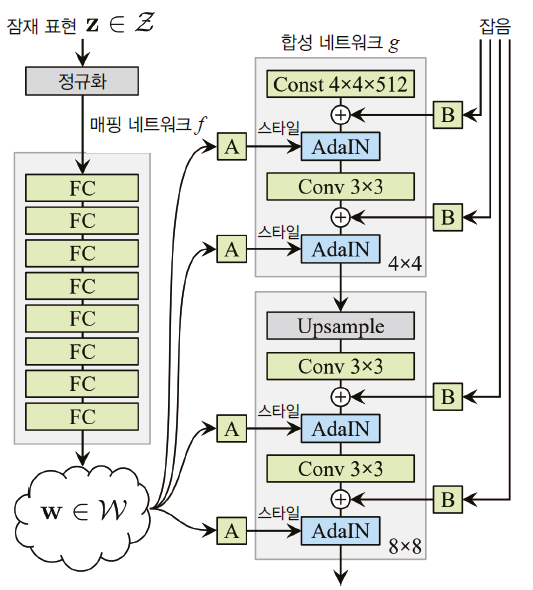 잠재 표현 z ∈ 𝒵
정규화
매핑 네트워크 f
FC
FC
FC
FC
FC
FC
FC
FC
w ∈ 𝒲
합성 네트워크 g
잡음
Const 4×4×512
+
B
스타일
A
AdaIN
Conv 3×3
+
B
스타일
A
AdaIN
4×4
Upsample
Conv 3×3
+
B
스타일
A
AdaIN
Conv 3×3
+
B
스타일
A
AdaIN
8×8